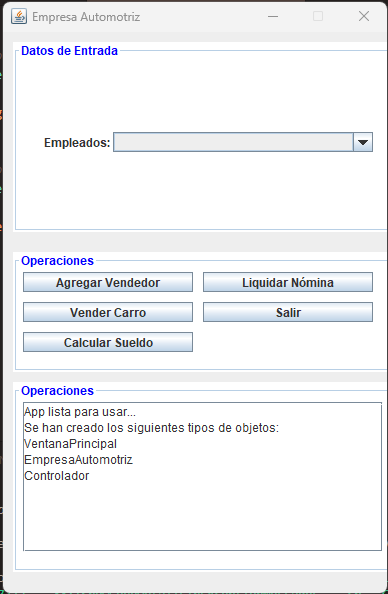 Empresa Automotriz
Datos de Entrada
Empleados:
Operaciones
Agregar Vendedor
Liquidar Nómina
Vender Carro
Salir
Calcular Sueldo
Operaciones
App lista para usar...
Se han creado los siguientes tipos de objetos:
VentanaPrincipal
EmpresaAutomotriz
Controlador